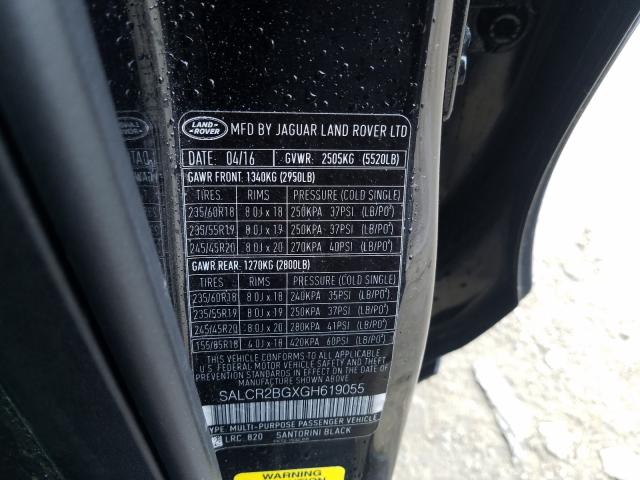 LAND-
ROVER
MFD BY JAGUAR LAND ROVER LTD
DATE: 04/16 GVWR: 2505KG (5520LB)
GAWR FRONT: 1340KG (2950LB)
TIRES RIMS PRESSURE (COLD SINGLE)
235/60R18 8.0J x 18 250KPA 37PSI (LB/PO²)
235/55R19 8.0J x 19 250KPA 37PSI (LB/PO²)
245/45R20 8.0J x 20 270KPA 40PSI (LB/PO²)
GAWR.REAR: 1270KG (2800LB)
TIRES RIMS PRESSURE (COLD SINGLE)
235/60R18 8.0J x 18 240KPA 35PSI (LB/PO²)
235/55R19 8.0J x 19 250KPA 37PSI (LB/PO²)
245/45R20 8.0J x 20 280KPA 41PSI (LB/PO²)
155/85R18 4.0J x 18 420KPA 60PSI (LB/PO²)
THIS VEHICLE CONFORMS TO ALL APPLICABLE
U.S. FEDERAL MOTOR VEHICLE SAFETY AND
THEFT PREVENTION STANDARDS IN EFFECT ON
THE DATE OF MANUFACTURE SHOWN ABOVE.
SALCR2BGXGH619055
TYPE: MULTI-PURPOSE PASSENGER VEHICLE
LRC 820 SANTORINI BLACK
CAUTION